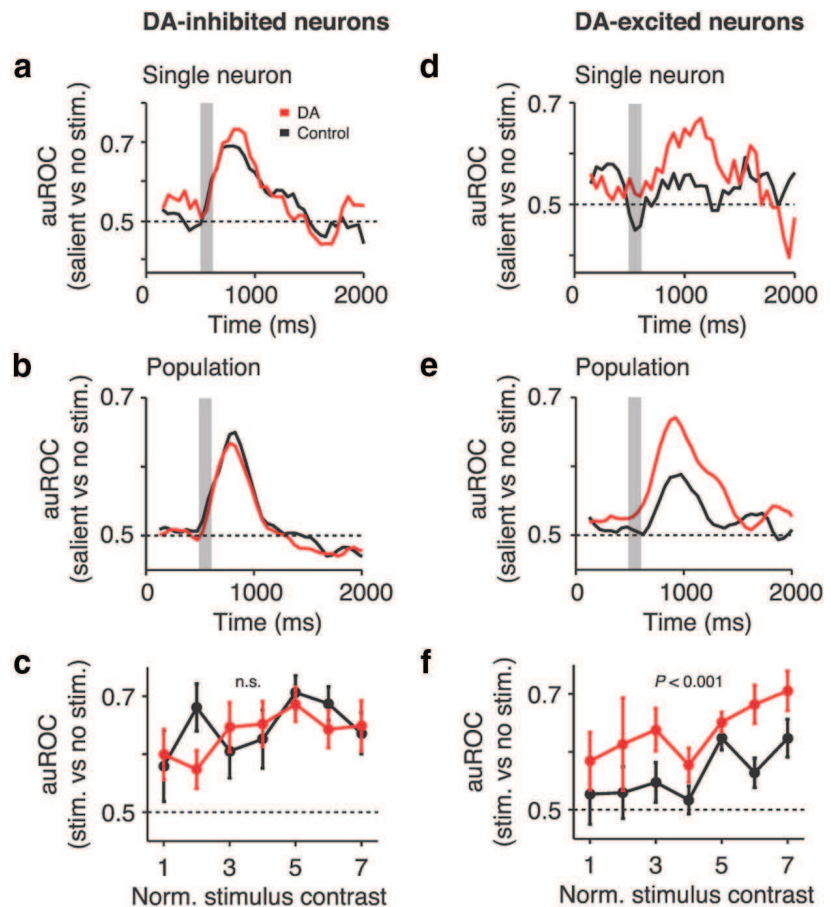 DA-inhibited neurons
a
Single neuron
DA
Control
0.7
0.5
auROC
(salient vs no stim.)
0
1000
2000
Time (ms)
b
Population
0.7
0.5
auROC
(salient vs no stim.)
0
1000
2000
Time (ms)
c
n.s.
0.7
0.5
auROC
(stim. vs no stim.)
1
3
5
7
Norm. stimulus contrast
DA-excited neurons
d
Single neuron
0.7
0.5
auROC
(salient vs no stim.)
0
1000
2000
Time (ms)
e
Population
0.7
0.5
auROC
(salient vs no stim.)
0
1000
2000
Time (ms)
f
P < 0.001
0.7
0.5
auROC
(stim. vs no stim.)
1
3
5
7
Norm. stimulus contrast